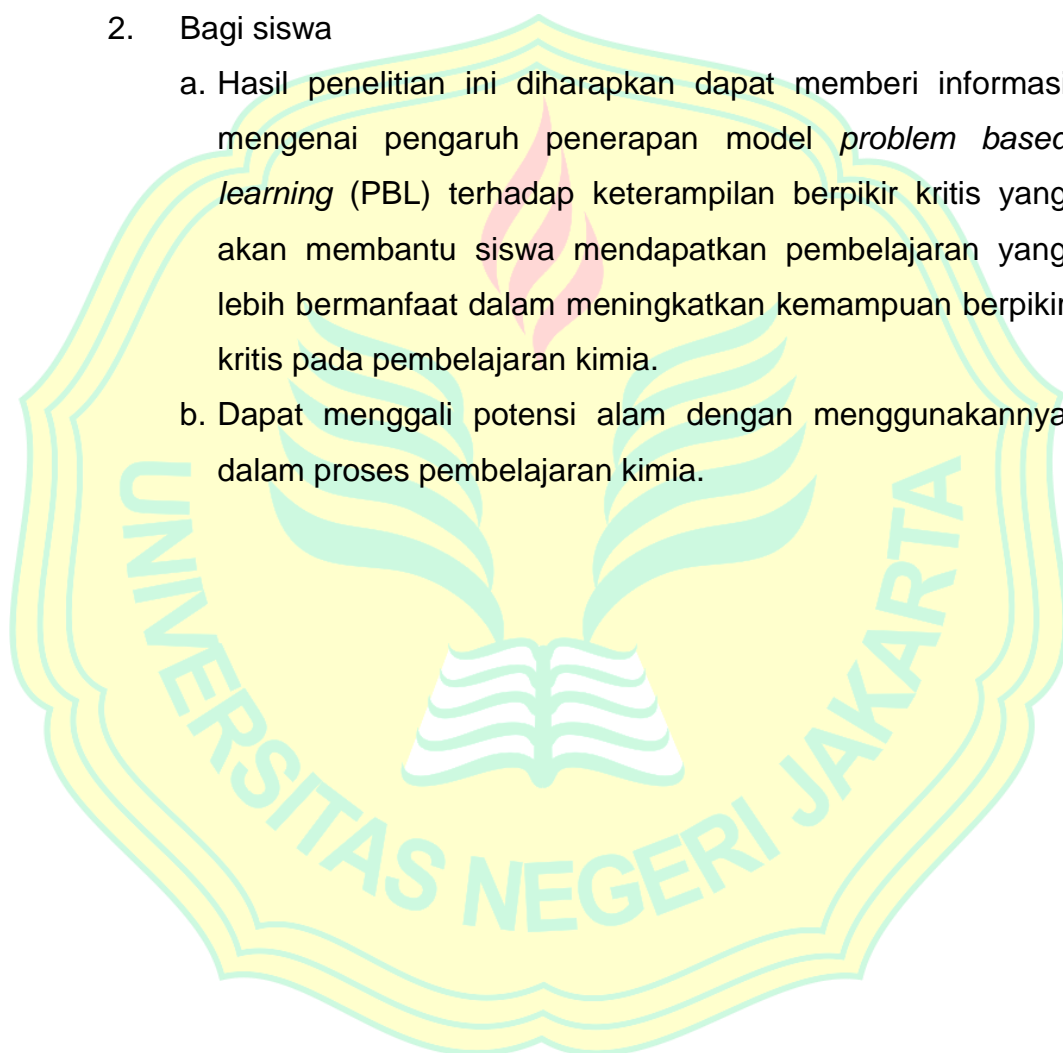 2. Bagi siswa
a. Hasil penelitian ini diharapkan dapat memberi informasi
mengenai pengaruh penerapan model problem based
learning (PBL) terhadap keterampilan berpikir kritis yang
akan membantu siswa mendapatkan pembelajaran yang
lebih bermanfaat dalam meningkatkan kemampuan berpikir
kritis pada pembelajaran kimia.
b. Dapat menggali potensi alam dengan menggunakannya
dalam proses pembelajaran kimia.
UNIVERSITAS NEGERI JAKARTA